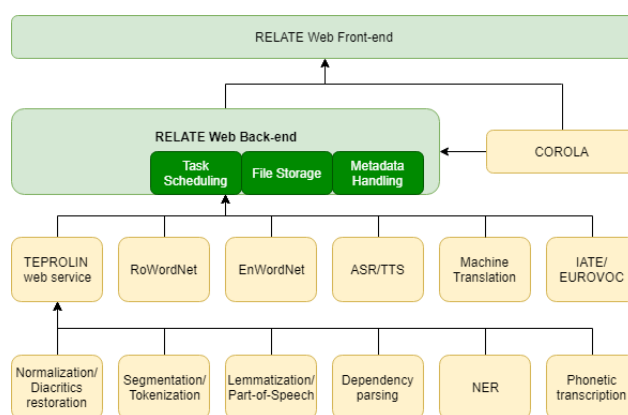 RELATE Web Front-end
RELATE Web Back-end
Task
Scheduling
File Storage
Metadata
Handling
COROLA
TEPROLIN
web service
RoWordNet
EnWordNet
ASR/TTS
Machine
Translation
IATE/
EUROVOC
Normalization/
Diacritics
restoration
Segmentation/
Tokenization
Lemmatization/
Part-of-Speech
Dependency
parsing
NER
Phonetic
transcription